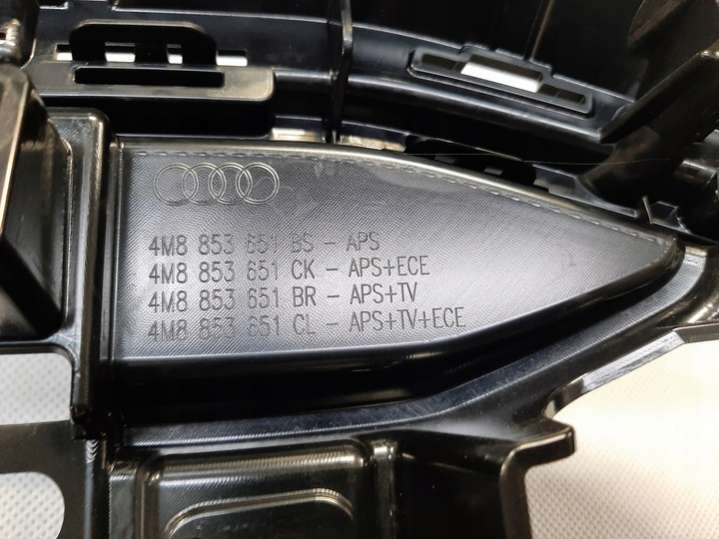 4M8 853 651 BS - APS
4M8 853 651 CK - APS+ECE
4M8 853 651 BR - APS+TV
4M8 853 651 CL - APS+TV+ECE